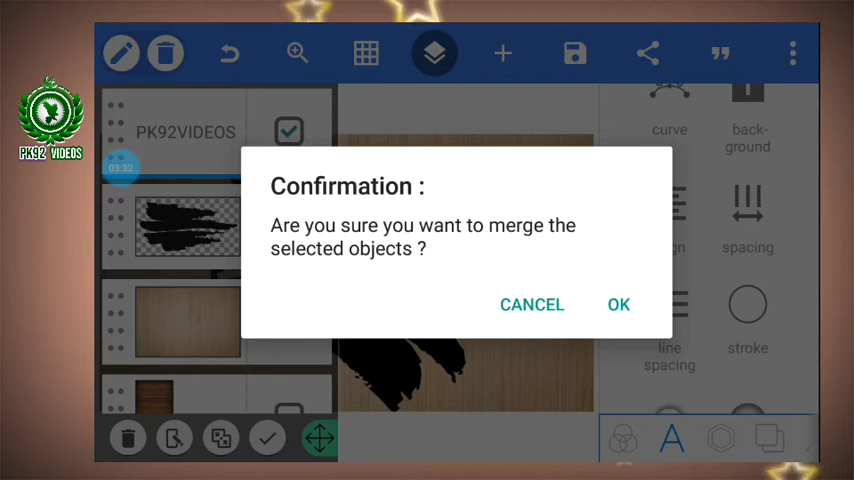 PK92 VIDEOS
PK92VIDEOS
03:32
Confirmation :
Are you sure you want to merge the
selected objects ?
CANCEL
OK
curve
back-
ground
spacing
line
spacing
stroke